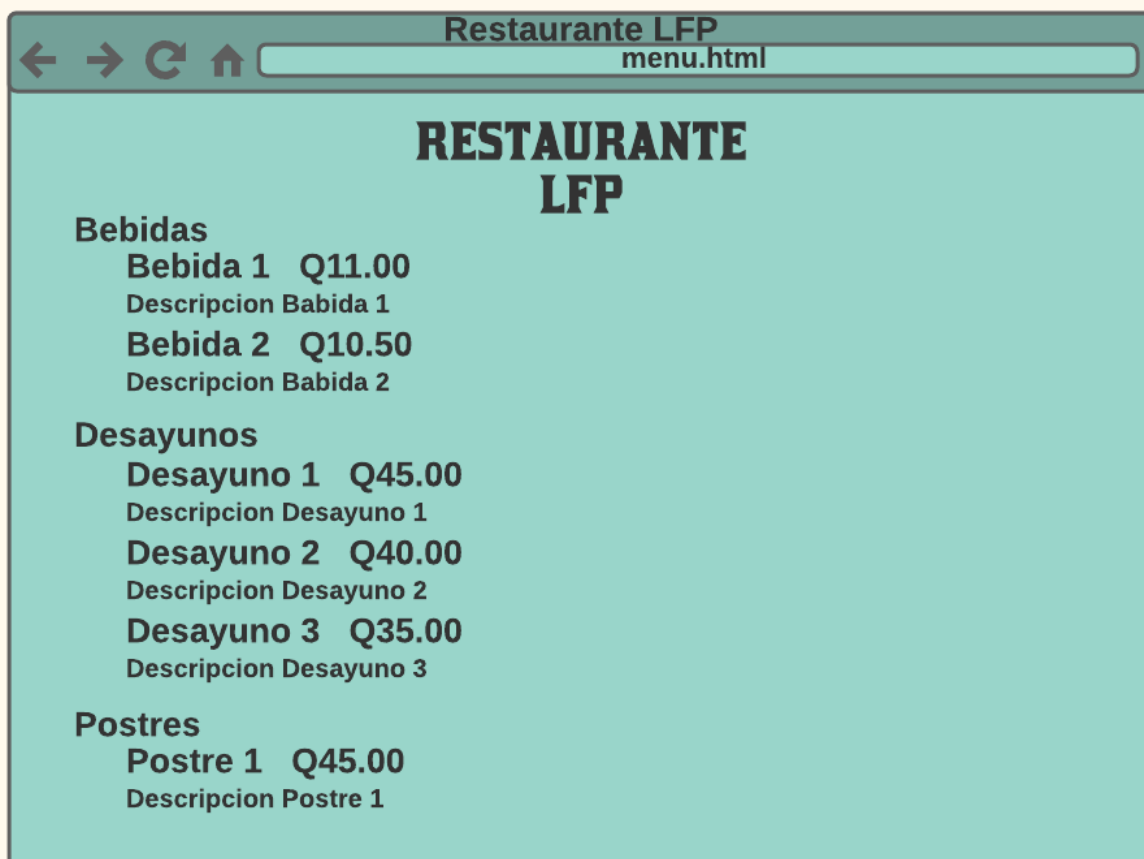 Restaurante LFP
menu.html
RESTAURANTE
LFP
Bebidas
Bebida 1 Q11.00
Descripcion Babida 1
Bebida 2 Q10.50
Descripcion Babida 2
Desayunos
Desayuno 1 Q45.00
Descripcion Desayuno 1
Desayuno 2 Q40.00
Descripcion Desayuno 2
Desayuno 3 Q35.00
Descripcion Desayuno 3
Postres
Postre 1 Q45.00
Descripcion Postre 1